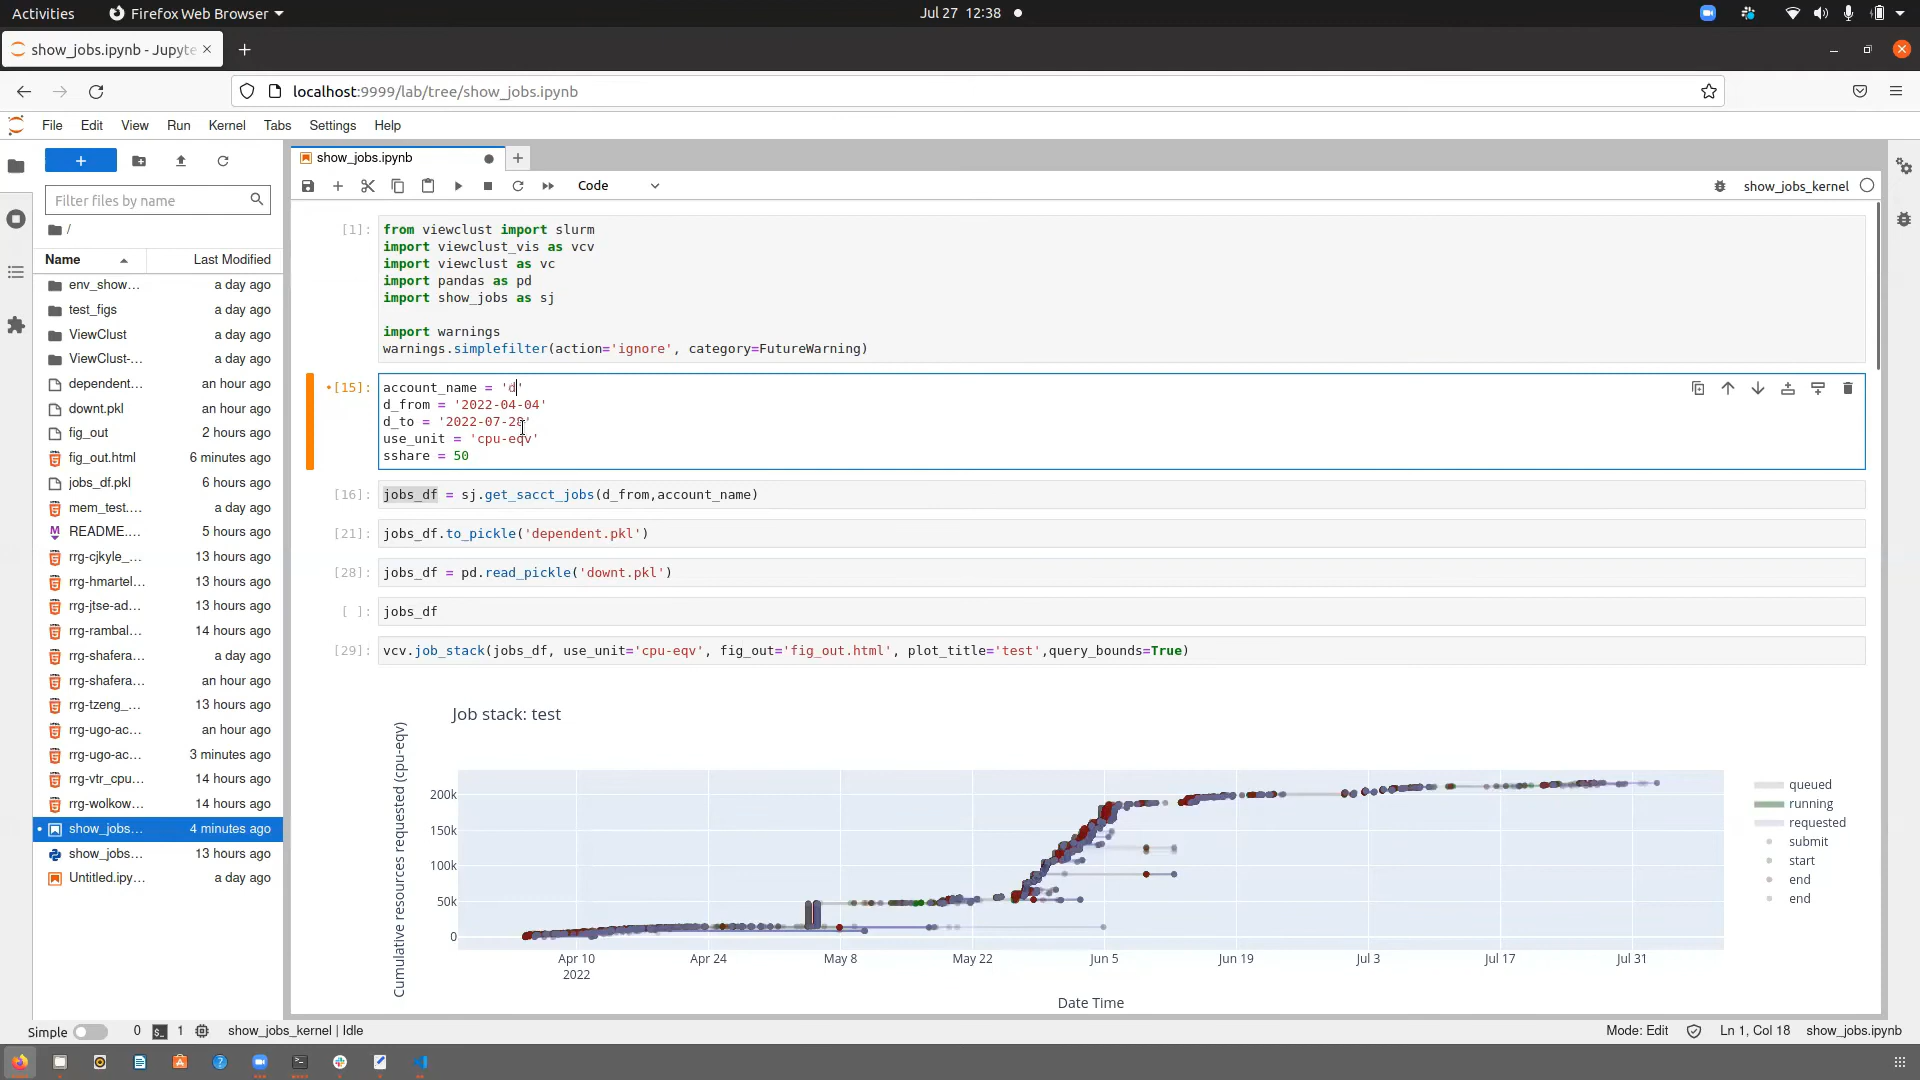 Activities
Firefox Web Browser
Jul 27 12:38
show_jobs.ipynb - Jupyte
localhost:9999/lab/tree/show_jobs.ipynb
File Edit View Run Kernel Tabs Settings Help
show_jobs.ipynb
Code
show_jobs_kernel
Filter files by name
/
Name Last Modified
env_show... a day ago
test_figs a day ago
ViewClust a day ago
ViewClust-... a day ago
dependent... an hour ago
downt.pkl an hour ago
fig_out 2 hours ago
fig_out.html 6 minutes ago
jobs_df.pkl 6 hours ago
mem_test.... a day ago
README.... 5 hours ago
rrg-cjkyle_... 13 hours ago
rrg-hmartel... 13 hours ago
rrg-jtse-ad... 13 hours ago
rrg-rambal... 14 hours ago
rrg-shafera... a day ago
rrg-shafera... an hour ago
rrg-tzeng_... 13 hours ago
rrg-ugo-ac... an hour ago
rrg-ugo-ac... 3 minutes ago
rrg-vtr_cpu... 14 hours ago
rrg-wolkow... 14 hours ago
show_jobs... 4 minutes ago
show_jobs... 13 hours ago
Untitled.ipy... a day ago
[1]: from viewclust import slurm
import viewclust_vis as vcv
import viewclust as vc
import pandas as pd
import show_jobs as sj
import warnings
warnings.simplefilter(action='ignore', category=FutureWarning)
•[15]: account_name = 'd'
d_from = '2022-04-04'
d_to = '2022-07-28'
use_unit = 'cpu-eqv'
sshare = 50
[16]: jobs_df = sj.get_sacct_jobs(d_from,account_name)
[21]: jobs_df.to_pickle('dependent.pkl')
[28]: jobs_df = pd.read_pickle('downt.pkl')
[ ]: jobs_df
[29]: vcv.job_stack(jobs_df, use_unit='cpu-eqv', fig_out='fig_out.html', plot_title='test',query_bounds=True)
Job stack: test
Cumulative resources requested (cpu-eqv)
200k
150k
100k
50k
0
Apr 10 Apr 24 May 8 May 22 Jun 5 Jun 19 Jul 3 Jul 17 Jul 31
2022
Date Time
queued
running
requested
submit
start
end
end
Simple 0 1 show_jobs_kernel | Idle
Mode: Edit Ln 1, Col 18 show_jobs.ipynb